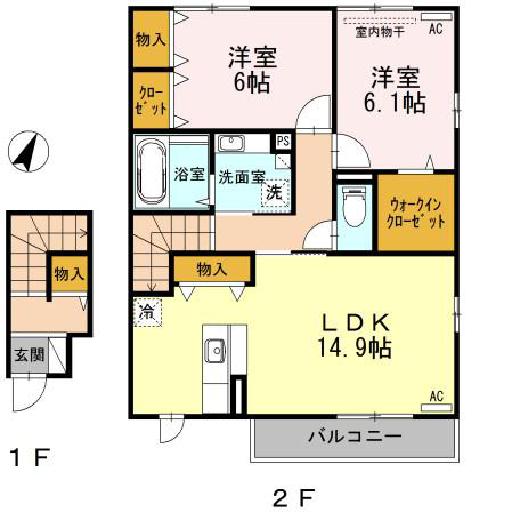 物入
洋室
6帖
クロー
ゼット
室内物干
AC
洋室
6.1帖
浴室
洗面室
PS
洗
ウォークイン
クローゼット
物入
物入
冷
LDK
14.9帖
玄関
AC
バルコニー
1F
2F